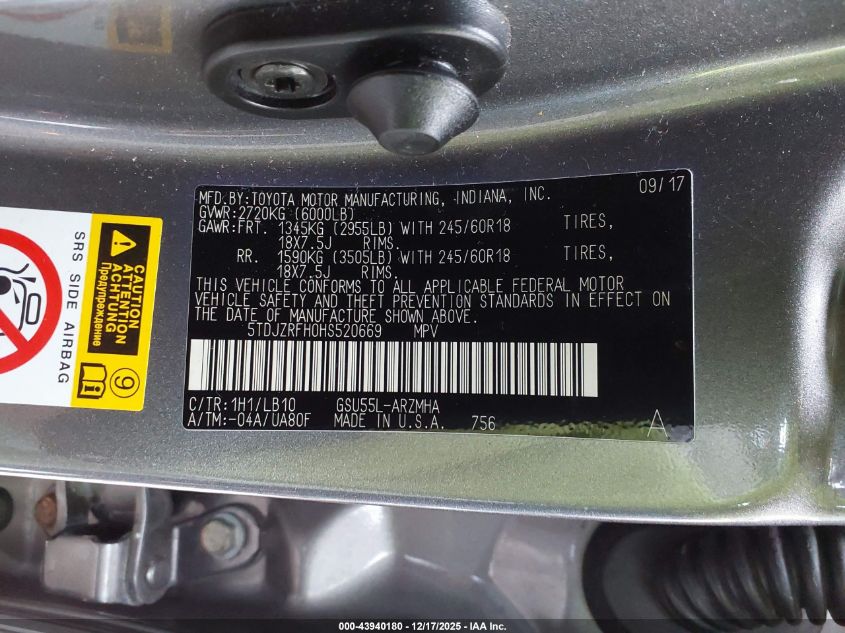 MFD.BY:TOYOTA MOTOR MANUFACTURING, INDIANA, INC. 09/17
GVWR:2720KG (6000LB)
GAWR:FRT. 1345KG (2955LB) WITH 245/60R18 TIRES,
18X7.5J RIMS.
RR. 1590KG (3505LB) WITH 245/60R18 TIRES,
18X7.5J RIMS.
THIS VEHICLE CONFORMS TO ALL APPLICABLE FEDERAL MOTOR
VEHICLE SAFETY AND THEFT PREVENTION STANDARDS IN EFFECT ON
THE DATE OF MANUFACTURE SHOWN ABOVE.
5TDJZRFH0HS520669 MPV
C/TR:1H1/LB10 GSU55L-ARZMHA
A/TM:-04A/UA80F MADE IN U.S.A. 756 A
SRS SIDE AIRBAG
CAUTION
ATTENTION
ACHTUNG
Предупреждение
9
000-43940180 - 12/17/2025 - IAA Inc.